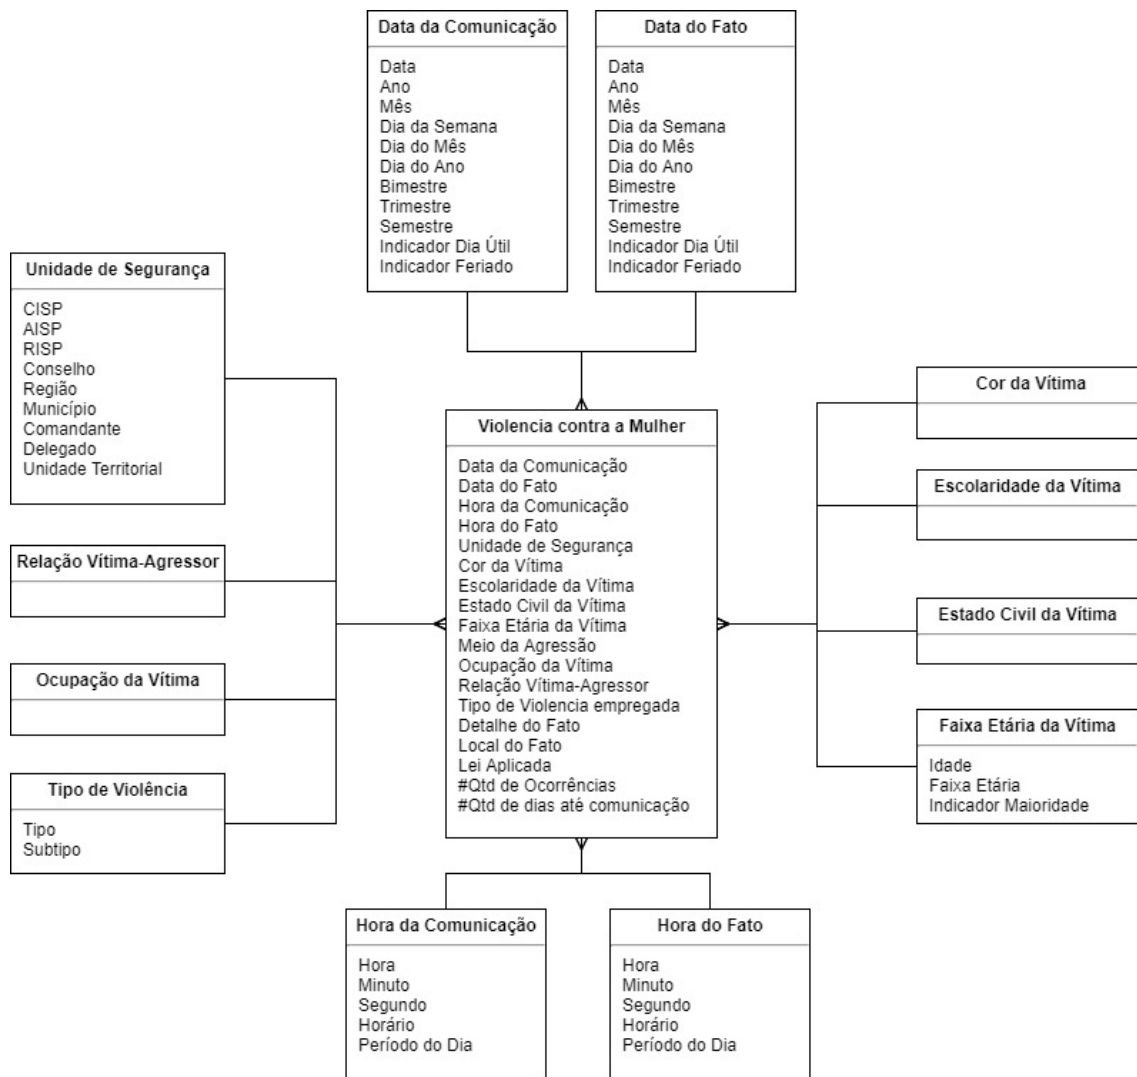 Data da Comunicação
Data
Ano
Mês
Dia da Semana
Dia do Mês
Dia do Ano
Bimestre
Trimestre
Semestre
Indicador Dia Útil
Indicador Feriado
Data do Fato
Data
Ano
Mês
Dia da Semana
Dia do Mês
Dia do Ano
Bimestre
Trimestre
Semestre
Indicador Dia Útil
Indicador Feriado
Unidade de Segurança
CISP
AISP
RISP
Conselho
Região
Município
Comandante
Delegado
Unidade Territorial
Relação Vítima-Agressor
Ocupação da Vítima
Tipo de Violência
Tipo
Subtipo
Violencia contra a Mulher
Data da Comunicação
Data do Fato
Hora da Comunicação
Hora do Fato
Unidade de Segurança
Cor da Vítima
Escolaridade da Vítima
Estado Civil da Vítima
Faixa Etária da Vítima
Meio da Agressão
Ocupação da Vítima
Relação Vítima-Agressor
Tipo de Violencia empregada
Detalhe do Fato
Local do Fato
Lei Aplicada
#Qtd de Ocorrências
#Qtd de dias até comunicação
Cor da Vítima
Escolaridade da Vítima
Estado Civil da Vítima
Faixa Etária da Vítima
Idade
Faixa Etária
Indicador Maioridade
Hora da Comunicação
Hora
Minuto
Segundo
Horário
Período do Dia
Hora do Fato
Hora
Minuto
Segundo
Horário
Período do Dia